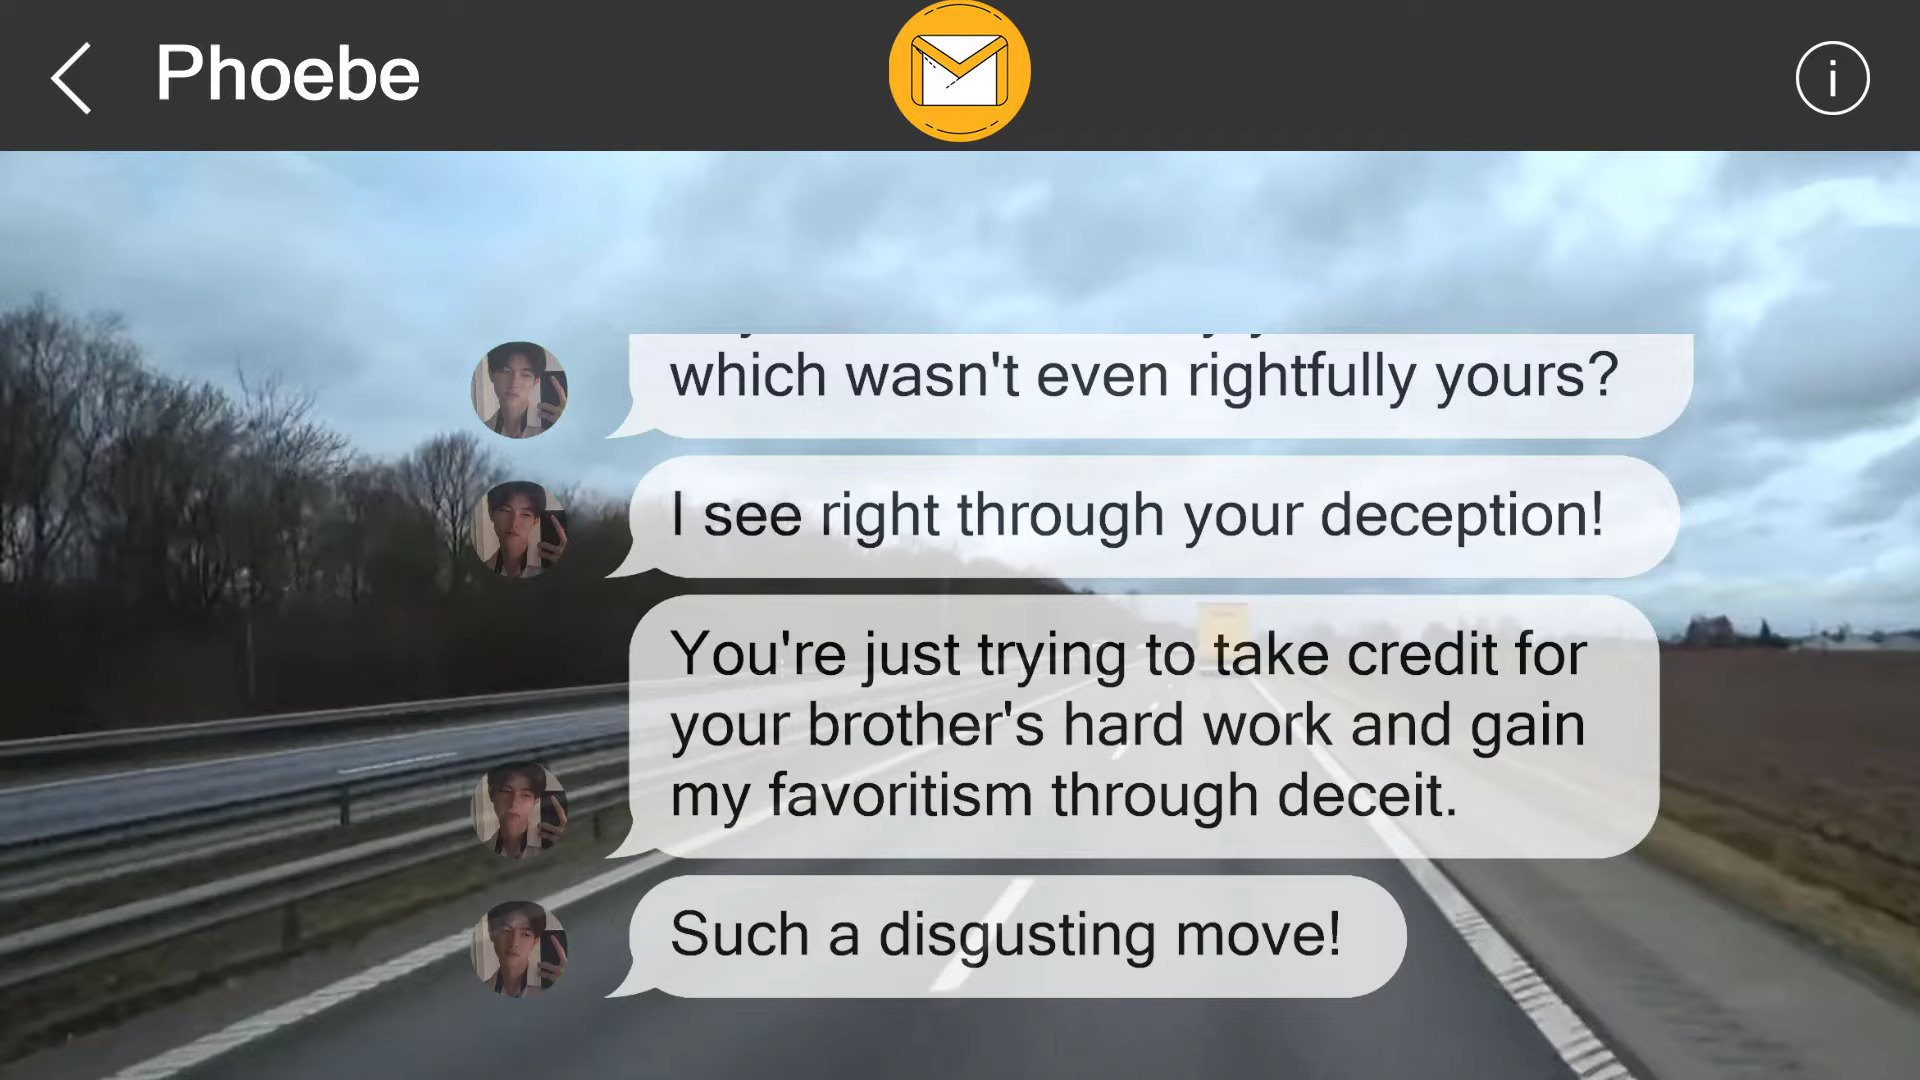 Phoebe
i
which wasn't even rightfully yours?
I see right through your deception!
You're just trying to take credit for
your brother's hard work and gain
my favoritism through deceit.
Such a disgusting move!